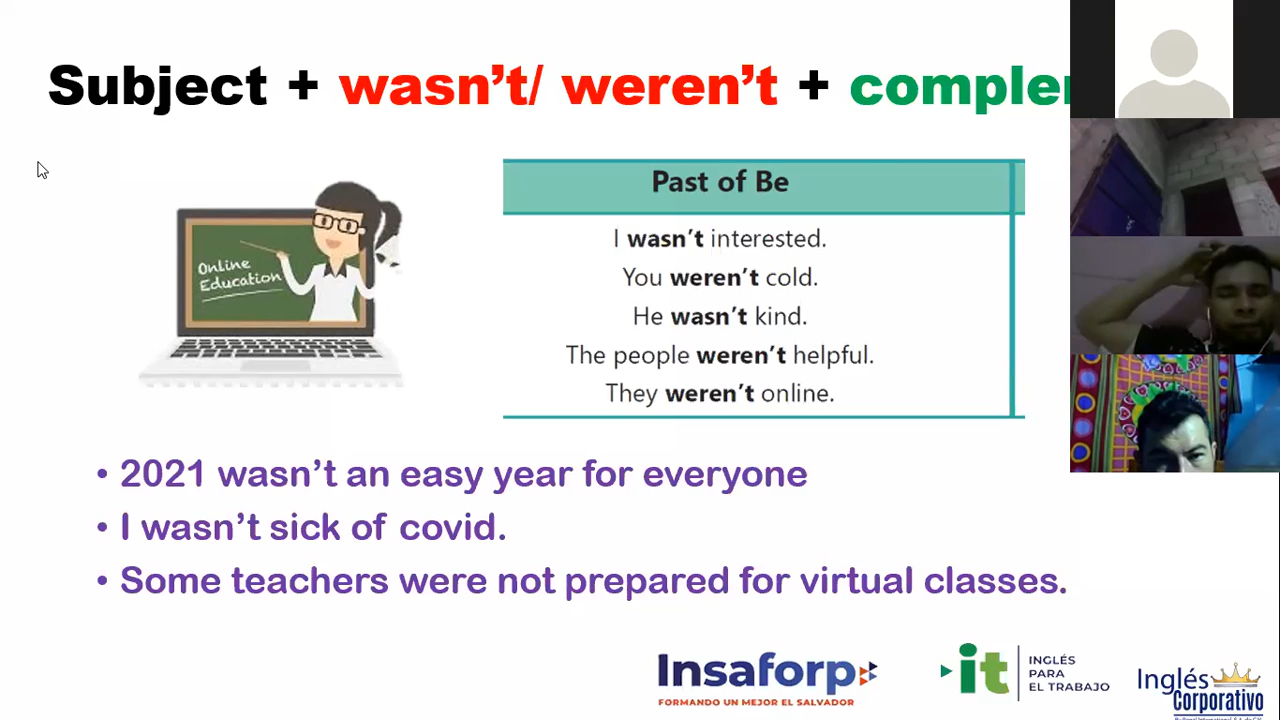 Subject + wasn't/ weren't + complem
Online
Education
Past of Be
I wasn't interested.
You weren't cold.
He wasn't kind.
The people weren't helpful.
They weren't online.
• 2021 wasn't an easy year for everyone
• I wasn't sick of covid.
• Some teachers were not prepared for virtual classes.
Insaforp
FORMANDO UN MEJOR EL SALVADOR
it
INGLÉS
PARA
EL TRABAJO
Inglés
Corporativo